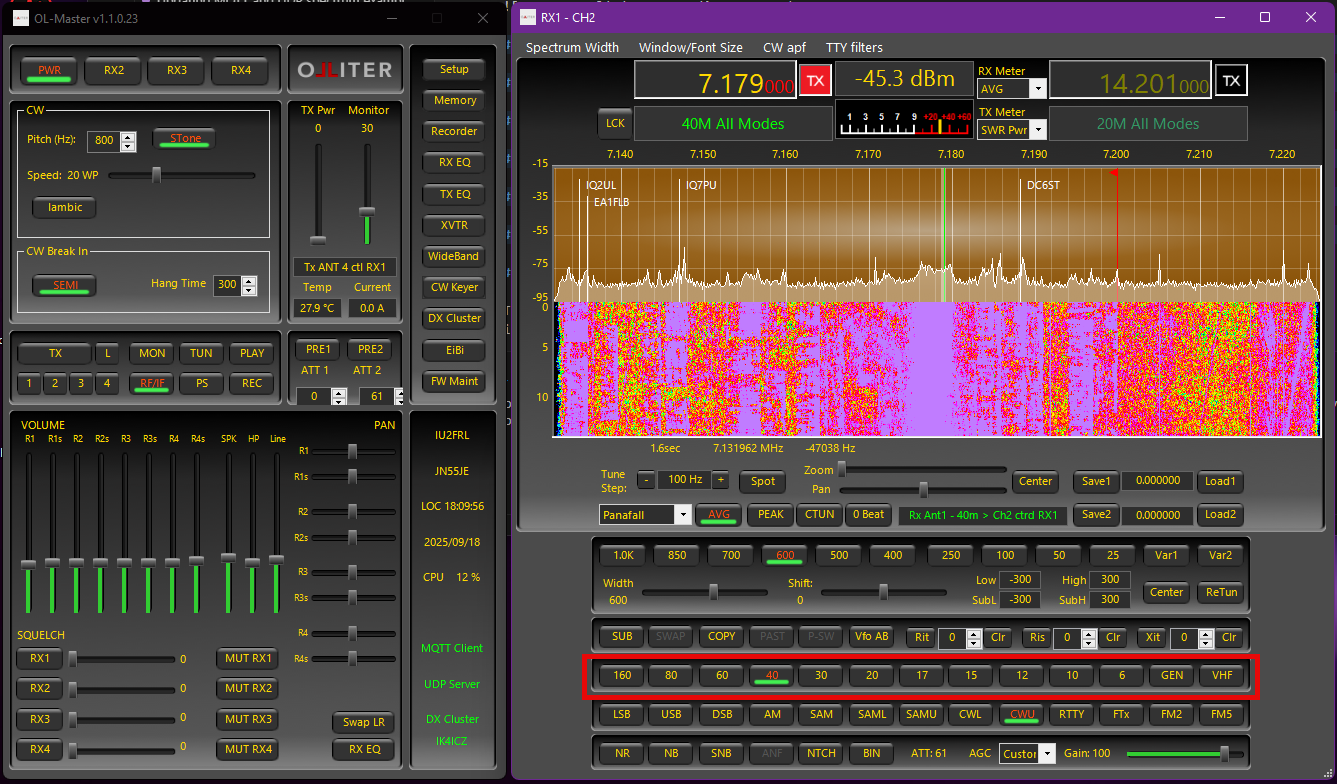 OL-Master v1.1.0.23
PWR RX2 RX3 RX4
OLLITER
Setup
Memory
Recorder
RX EQ
TX EQ
XVTR
WideBand
CW Keyer
DX Cluster
EiBi
FW Maint
CW
Pitch (Hz): 800 STone
Speed: 20 WP
Iambic
CW Break In
SEMI Hang Time 300
TX Pwr Monitor
0 30
Tx ANT 4 ctl RX1
Temp Current
27.9 °C 0.0 A
TX L MON TUN PLAY
1 2 3 4 RF/IF PS REC
PRE1 PRE2
ATT 1 ATT 2
0 61
VOLUME PAN
R1 R1s R2 R2s R3 R3s R4 R4s SPK HP Line
R1
R1s
R2
R2s
R3
R3s
R4
R4s
SQUELCH
RX1 0 MUT RX1
RX2 0 MUT RX2
RX3 0 MUT RX3
RX4 0 MUT RX4
Swap LR
RX EQ
IU2FRL
JN55JE
LOC 18:09:56
2025/09/18
CPU 12 %
MQTT Client
UDP Server
DX Cluster
IK4ICZ
RX1 - CH2
Spectrum Width Window/Font Size CW apf TTY filters
7.179000 TX -45.3 dBm RX Meter 14.201000 TX
AVG
LCK 40M All Modes 1 3 5 7 9 +20 +40 +60 TX Meter 20M All Modes
SWR Pwr
7.140 7.150 7.160 7.170 7.180 7.190 7.200 7.210 7.220
-15
-35
-55
-75
-95
IQ2UL IQ7PU DC6ST
EA1FLB
0
5
10
1.6sec 7.131962 MHz -47038 Hz
Tune Step: - 100 Hz + Spot Zoom Center Save1 0.000000 Load1
Pan
Panafall AVG PEAK CTUN 0 Beat Rx Ant1 - 40m > Ch2 ctrd RX1 Save2 0.000000 Load2
1.0K 850 700 600 500 400 250 100 50 25 Var1 Var2
Width Shift: Low -300 High 300 Center ReTun
600 0 SubL -300 SubH 300
SUB SWAP COPY PAST P-SW Vfo AB Rit 0 Clr Ris 0 Clr Xit 0 Clr
160 80 60 40 30 20 17 15 12 10 6 GEN VHF
LSB USB DSB AM SAM SAML SAMU CWL CWU RTTY FTx FM2 FM5
NR NB SNB ANF NTCH BIN ATT: 61 AGC Custor Gain: 100